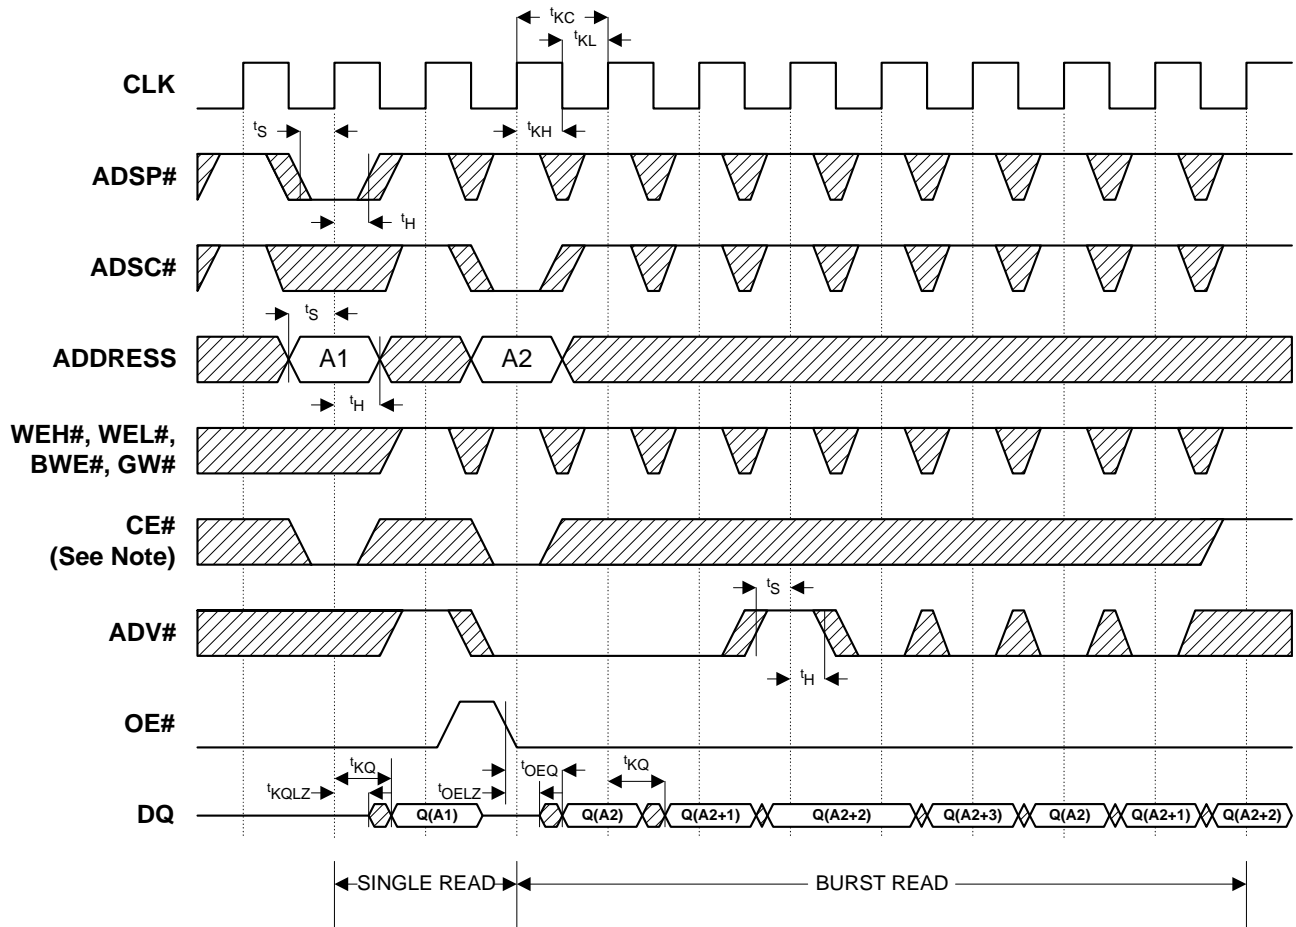 tKC
tKL
CLK
tS
tKH
ADSP#
tH
ADSC#
tS
ADDRESS
A1
A2
tH
WEH#, WEL#,
BWE#, GW#
CE#
(See Note)
tS
ADV#
tH
OE#
tKQ
tOEQ
tKQ
tKQLZ
tOELZ
DQ
Q(A1)
Q(A2)
Q(A2+1)
Q(A2+2)
Q(A2+3)
Q(A2)
Q(A2+1)
Q(A2+2)
SINGLE READ
BURST READ